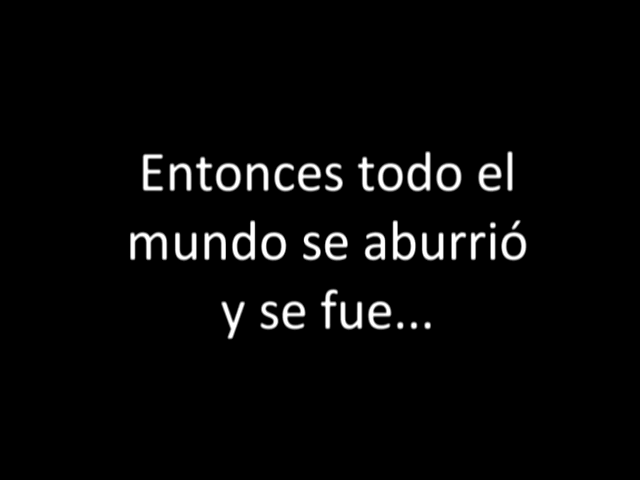 Entonces todo el
mundo se aburrió
y se fue...